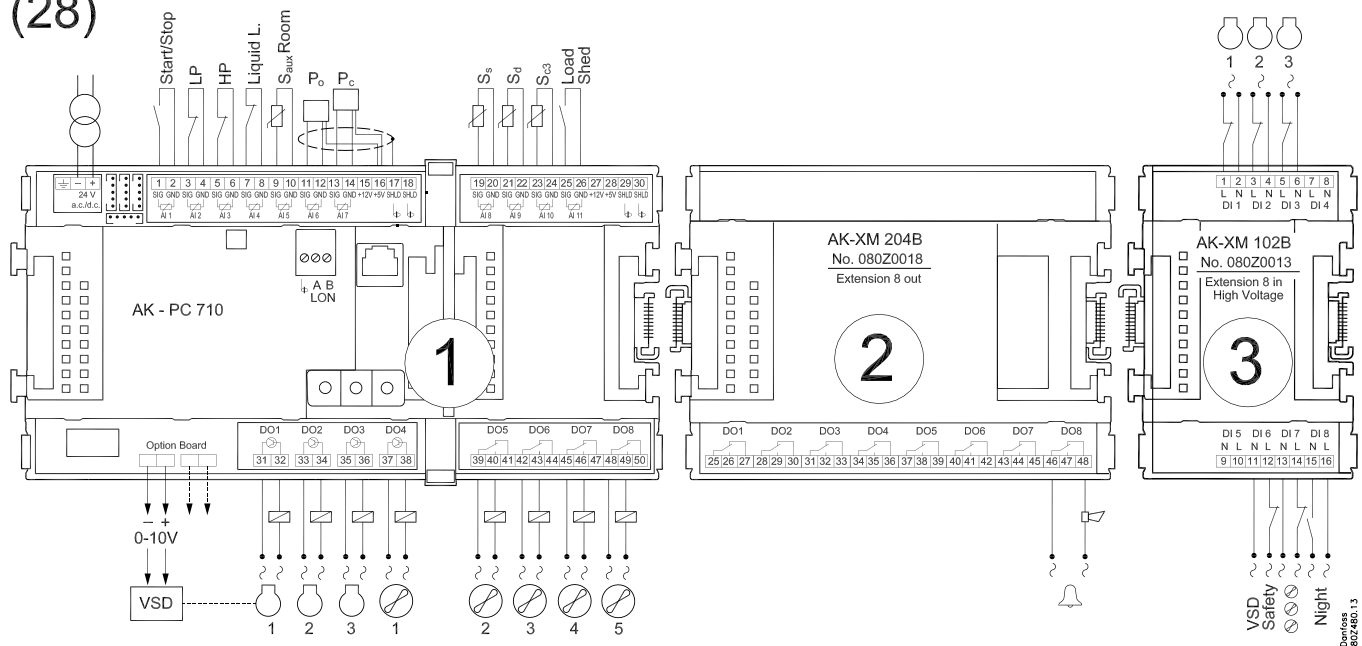 (28)
Start/Stop
LP
HP
Liquid L.
Saux Room
Po
Pc
Ss
Sd
Sc3
Load
Shed
1 2 3
− +
24 V
a.c./d.c.
1 2 3 4 5 6 7 8 9 10 11 12 13 14 15 16 17 18
SIG GND SIG GND SIG GND SIG GND SIG GND SIG GND SIG GND +12V +5V SHLD SHLD
AI 1 AI 2 AI 3 AI 4 AI 5 AI 6 AI 7
19 20 21 22 23 24 25 26 27 28 29 30
SIG GND SIG GND SIG GND SIG GND +12V +5V SHLD SHLD
AI 8 AI 9 AI 10 AI 11
1 2 3 4 5 6 7 8
L N N L L N N L
DI 1 DI 2 DI 3 DI 4
AK - PC 710
A B
LON
1
AK-XM 204B
No. 080Z0018
Extension 8 out
2
AK-XM 102B
No. 080Z0013
Extension 8 in
High Voltage
3
Option Board
DO1 DO2 DO3 DO4
31 32 33 34 35 36 37 38
DO5 DO6 DO7 DO8
39 40 41 42 43 44 45 46 47 48 49 50
DO1 DO2 DO3 DO4 DO5 DO6 DO7 DO8
25 26 27 28 29 30 31 32 33 34 35 36 37 38 39 40 41 42 43 44 45 46 47 48
DI 5 DI 6 DI 7 DI 8
N L N L L N N L
9 10 11 12 13 14 15 16
− +
0-10V
VSD
1 2 3 1
2 3 4 5
VSD
Safety
Night
Danfoss
80Z480.13